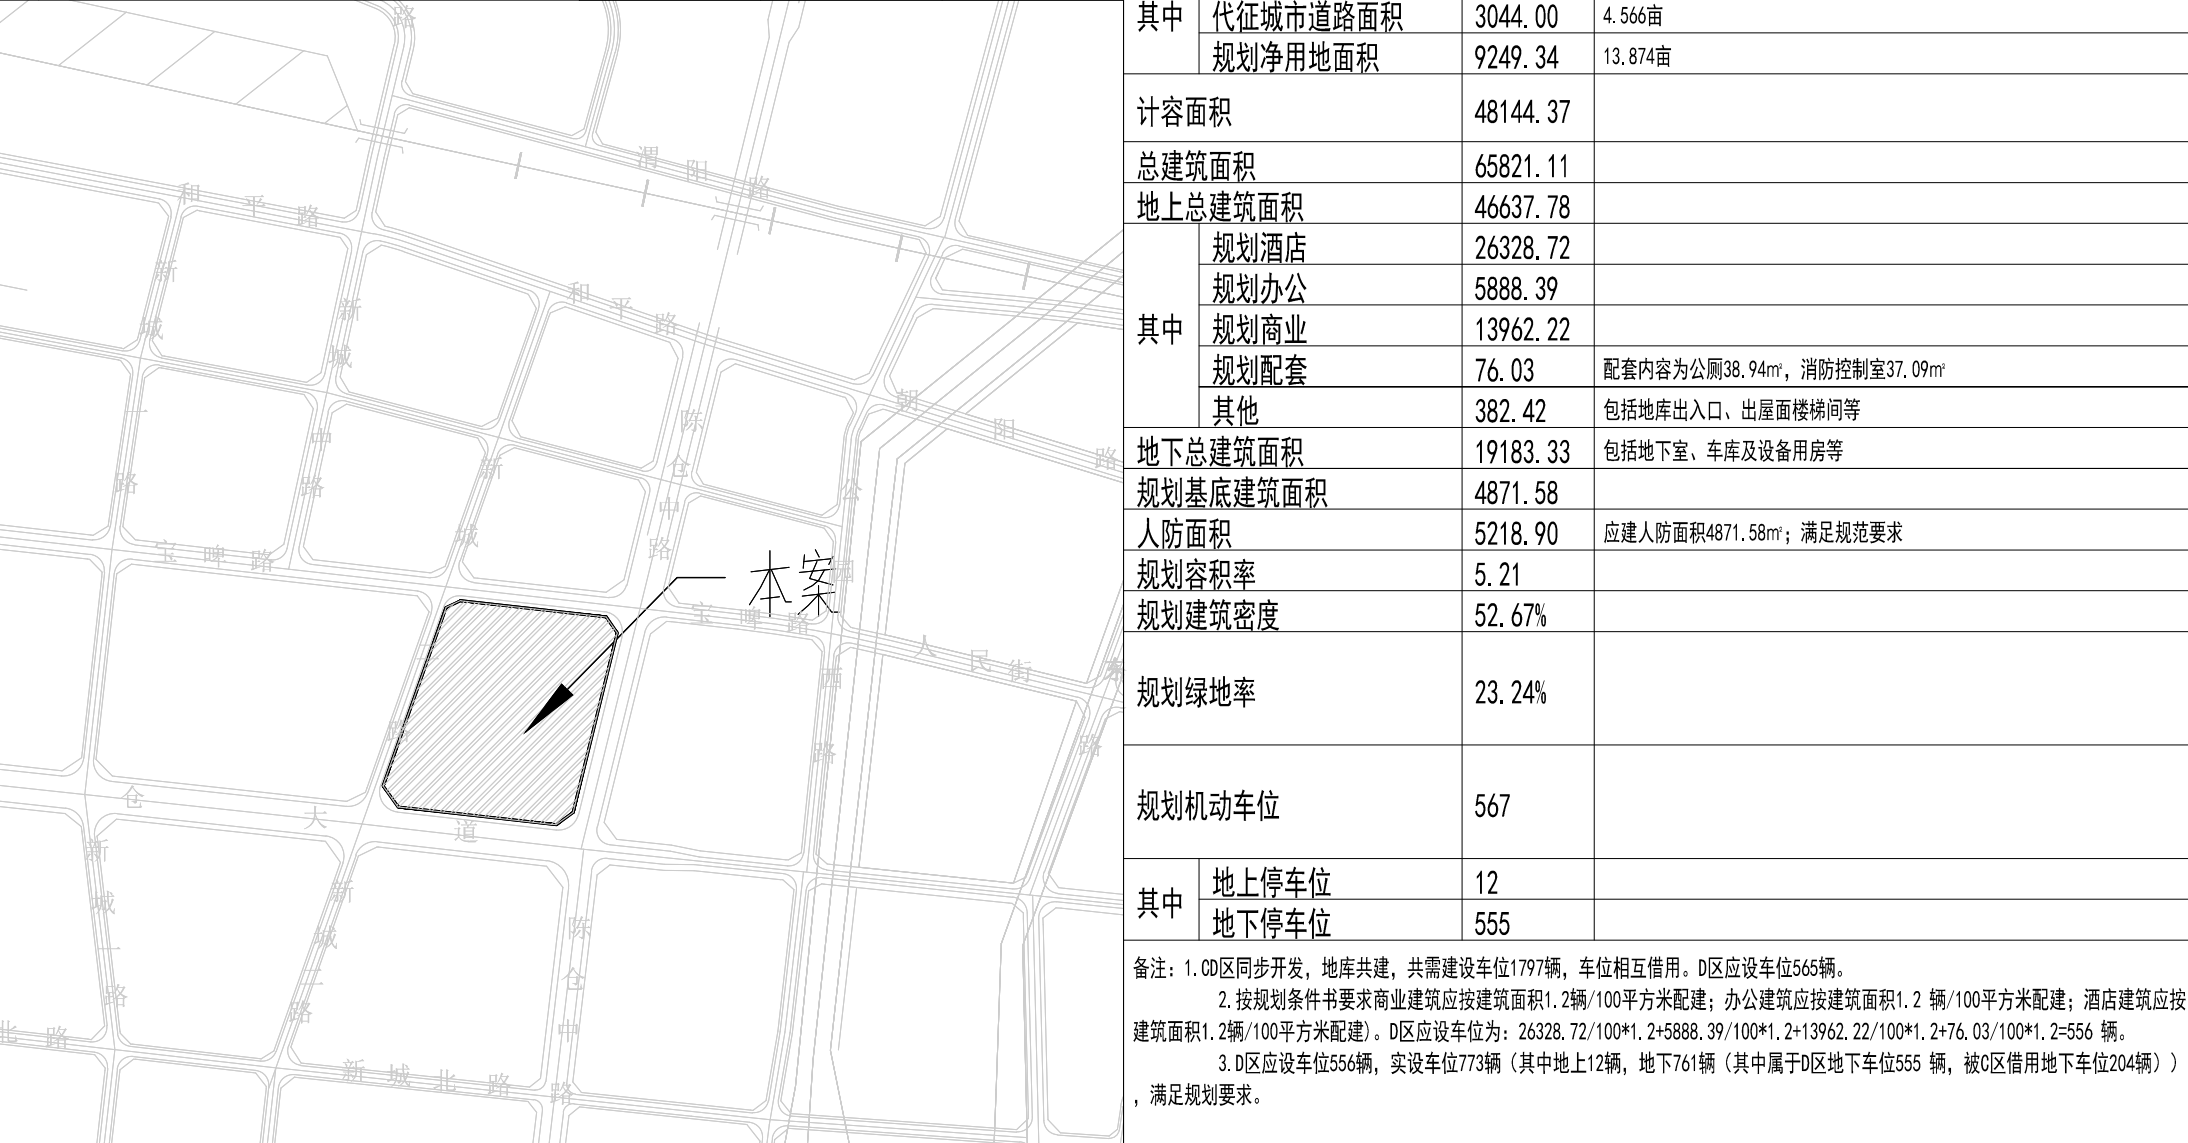 其中 代征城市道路面积 3044.00 4.566亩
规划净用地面积 9249.34 13.874亩
计容面积 48144.37
总建筑面积 65821.11
地上总建筑面积 46637.78
其中
规划酒店 26328.72
规划办公 5888.39
规划商业 13962.22
规划配套 76.03 配套内容为公厕38.94㎡，消防控制室37.09㎡
其他 382.42 包括地库出入口、出屋面楼梯间等
地下总建筑面积 19183.33 包括地下室、车库及设备用房等
规划基底建筑面积 4871.58
人防面积 5218.90 应建人防面积4871.58㎡；满足规范要求
规划容积率 5.21
规划建筑密度 52.67%
规划绿地率 23.24%
规划机动车位 567
其中
地上停车位 12
地下停车位 555
备注：1.CD区同步开发，地库共建，共需建设车位1797辆，车位相互借用。D区应设车位565辆。
2.按规划条件书要求商业建筑应按建筑面积1.2辆/100平方米配建；办公建筑应按建筑面积1.2 辆/100平方米配建；酒店建筑应按
建筑面积1.2辆/100平方米配建)。D区应设车位为：26328.72/100*1.2+5888.39/100*1.2+13962.22/100*1.2+76.03/100*1.2=556 辆。
3.D区应设车位556辆，实设车位773辆（其中地上12辆，地下761辆（其中属于D区地下车位555 辆，被C区借用地下车位204辆））
，满足规划要求。
路
渭阳路
和平路
和平路
新城一路
新城中路
新城二路
陈仓中路
朝阳路
公园西路
宝啤路
宝啤路
本案
人民街
东
路
仓大道
新城一路
新城二路
陈仓中路
北路
新城北路